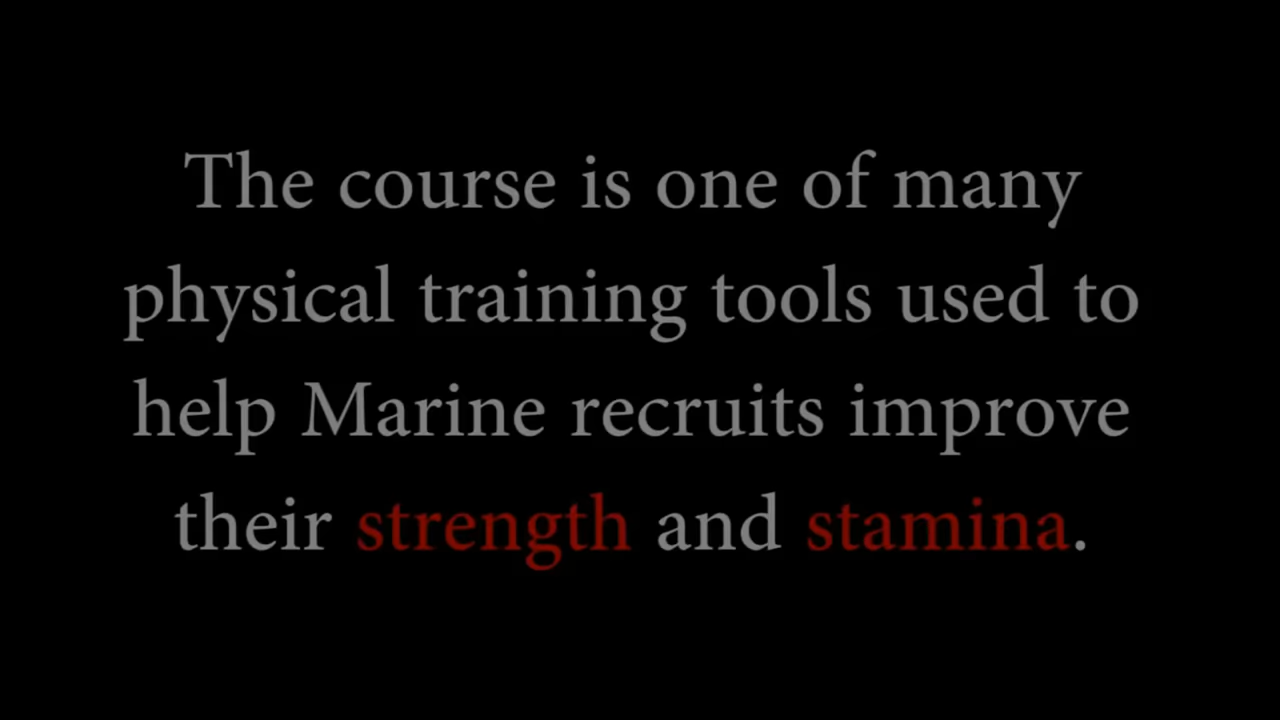 The course is one of many
physical training tools used to
help Marine recruits improve
their strength and stamina.